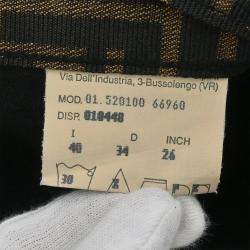 Via Dell'Industria, 3-Bussolengo (VR)
MOD. 01.520100 66960
DISP. 010448
I D INCH
40 34 26
30